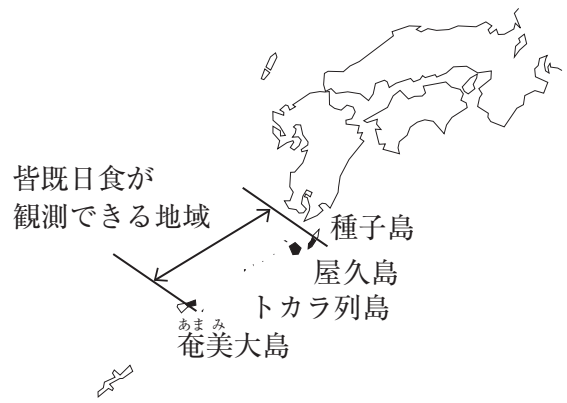 皆既日食が
観測できる地域
種子島
屋久島
トカラ列島
あま み
奄美大島